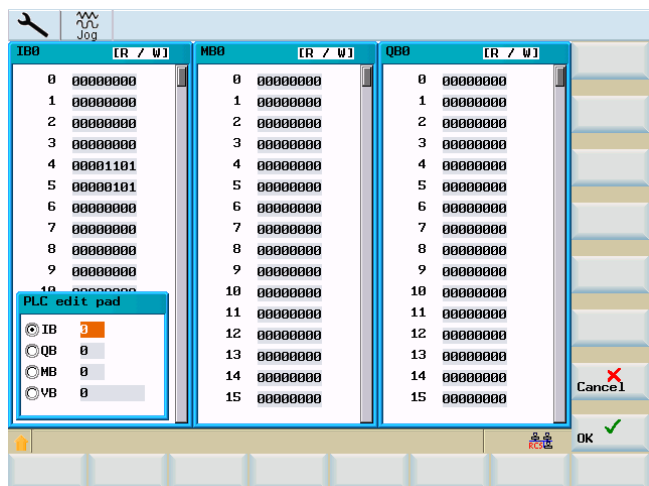 Jog
IB0 [R / W] MB0 [R / W] QB0 [R / W]
0 00000000 0 00000000 0 00000000
1 00000000 1 00000000 1 00000000
2 00000000 2 00000000 2 00000000
3 00000000 3 00000000 3 00000000
4 00001101 4 00000000 4 00000000
5 00000101 5 00000000 5 00000000
6 00000000 6 00000000 6 00000000
7 00000000 7 00000000 7 00000000
8 00000000 8 00000000 8 00000000
9 00000000 9 00000000 9 00000000
10 00000000 10 00000000 10 00000000
PLC edit pad
11 00000000 11 00000000
IB 0
12 00000000 12 00000000
QB 0
13 00000000 13 00000000
MB 0
14 00000000 14 00000000
Cancel
VB 0
15 00000000 15 00000000
RCS
OK